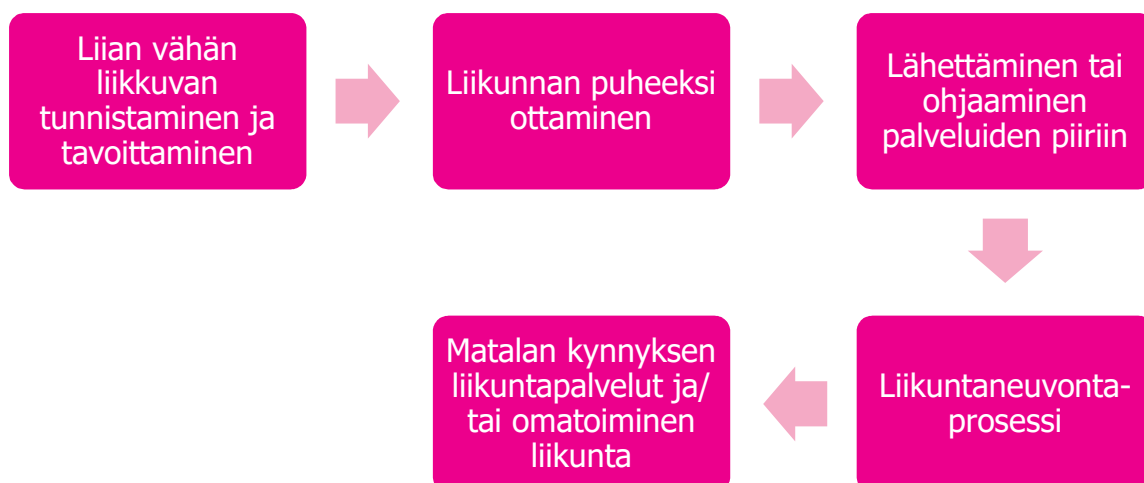 Liian vähän
liikkuvan
tunnistaminen ja
tavoittaminen
Liikunnan puheeksi
ottaminen
Lähettäminen tai
ohjaaminen
palveluiden piiriin
Liikuntaneuvonta-
prosessi
Matalan kynnyksen
liikuntapalvelut ja/
tai omatoiminen
liikunta